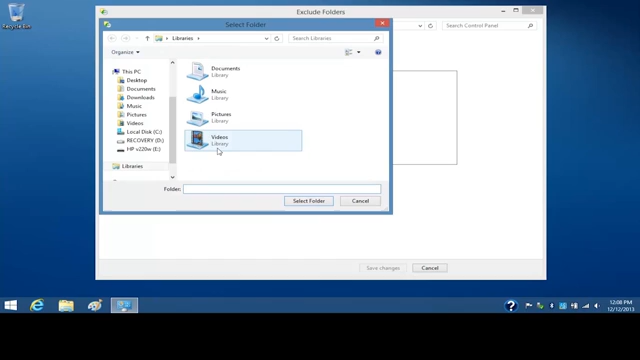 Recycle Bin
Exclude Folders
Select Folder
Libraries
Search Libraries
Search Control Panel
Organize
This PC
Desktop
Documents
Downloads
Music
Pictures
Videos
Local Disk (C:)
RECOVERY (D:)
HP v220w (E:)
Libraries
Documents
Library
Music
Library
Pictures
Library
Videos
Library
Folder:
Select Folder
Cancel
Save changes
Cancel
12:08 PM
12/12/2013